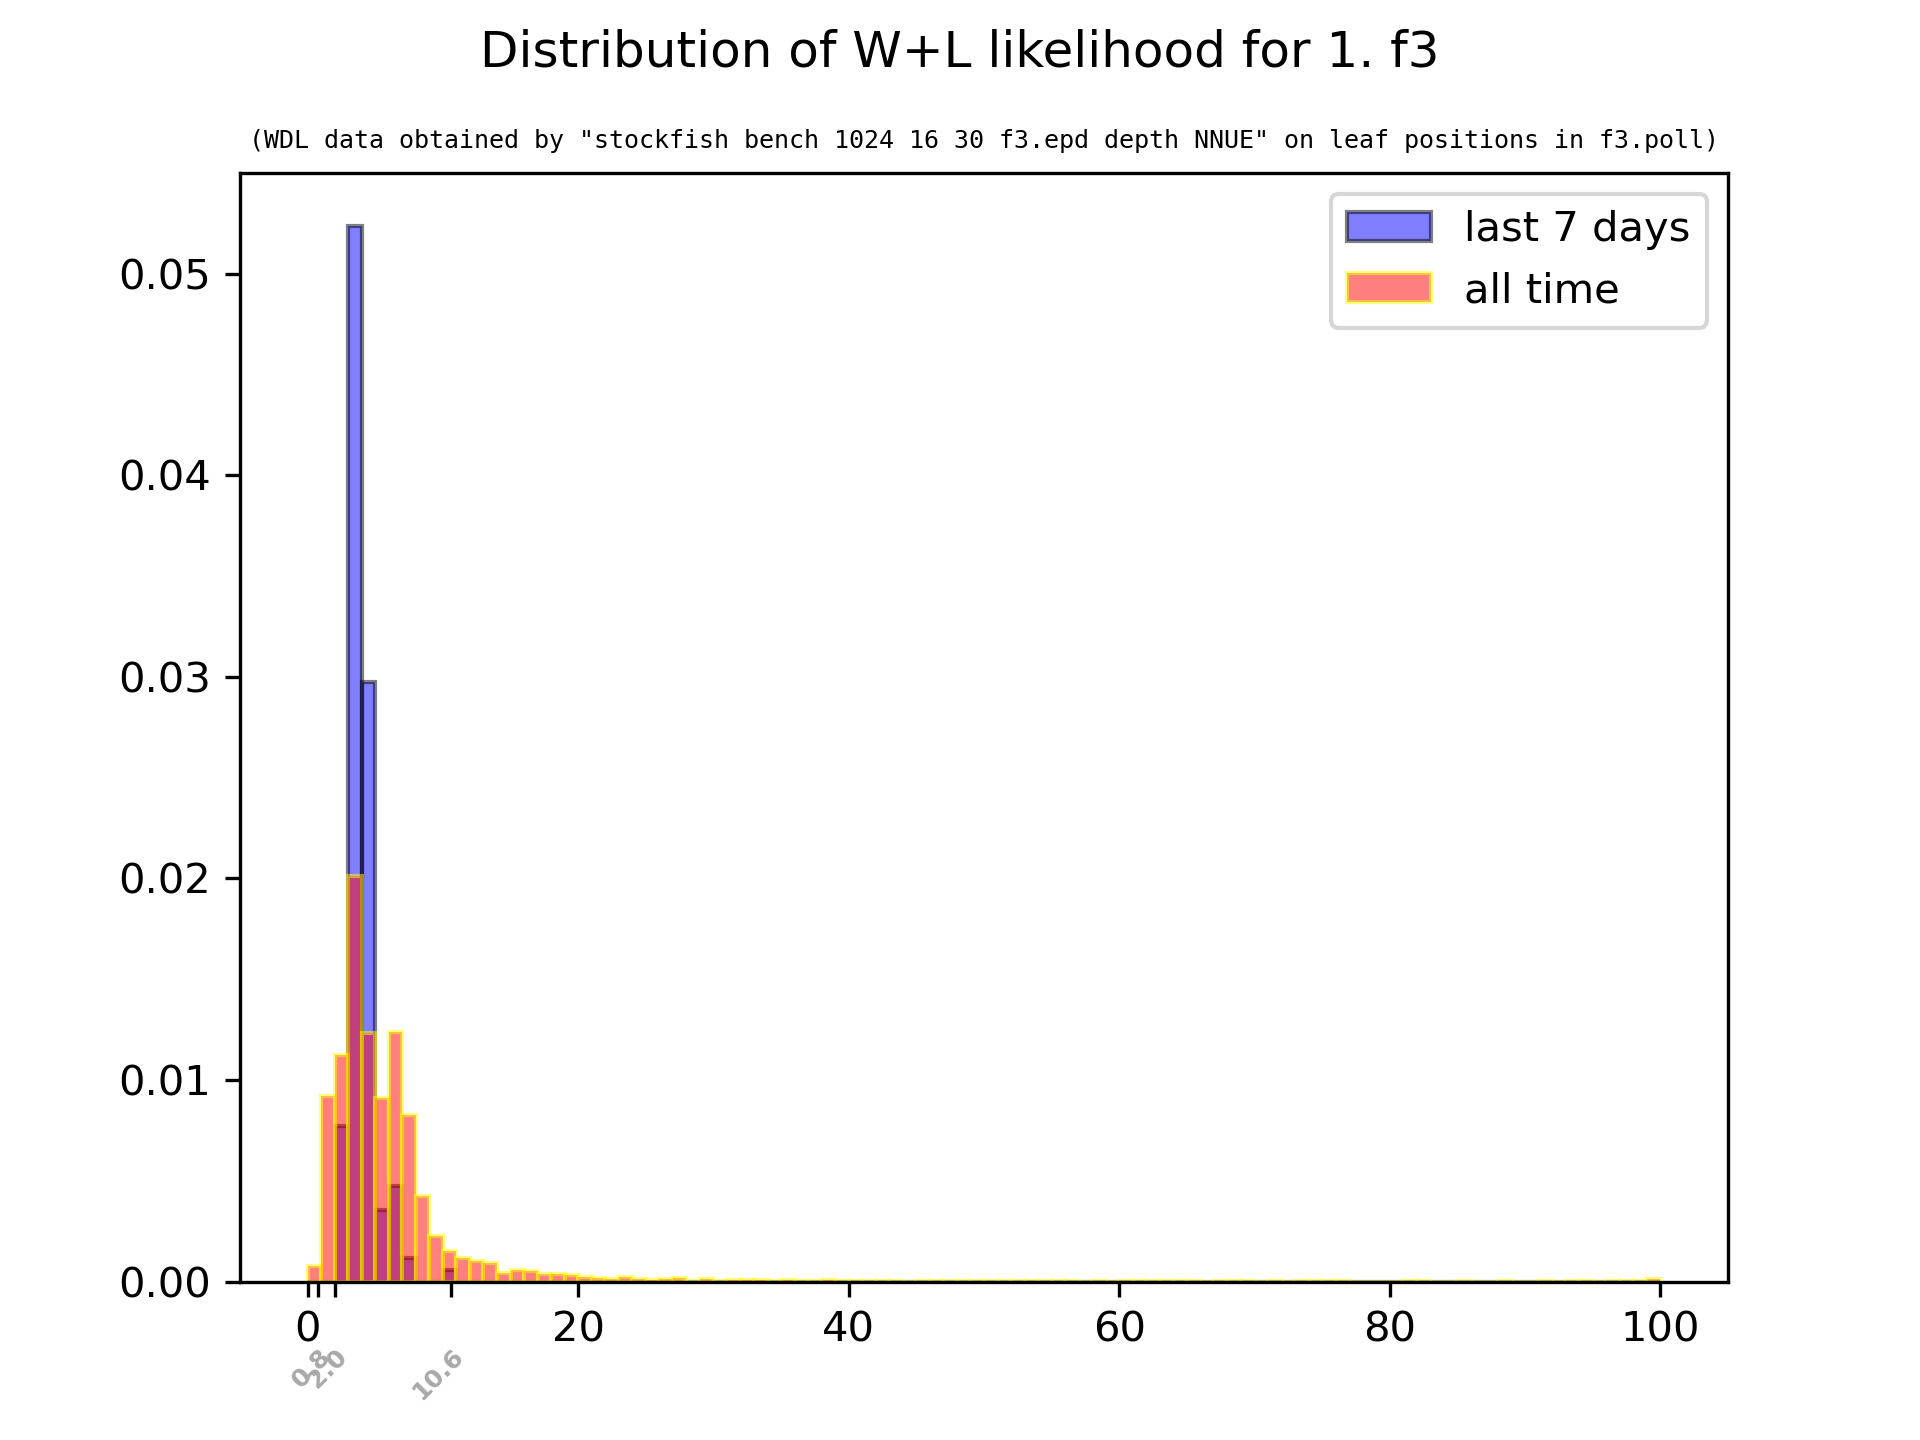 Distribution of W+L likelihood for 1. f3
(WDL data obtained by "stockfish bench 1024 16 30 f3.epd depth NNUE" on leaf positions in f3.poll)
last 7 days
all time
0.05
0.04
0.03
0.02
0.01
0.00
0 20 40 60 80 100
0.8 2.0 10.6